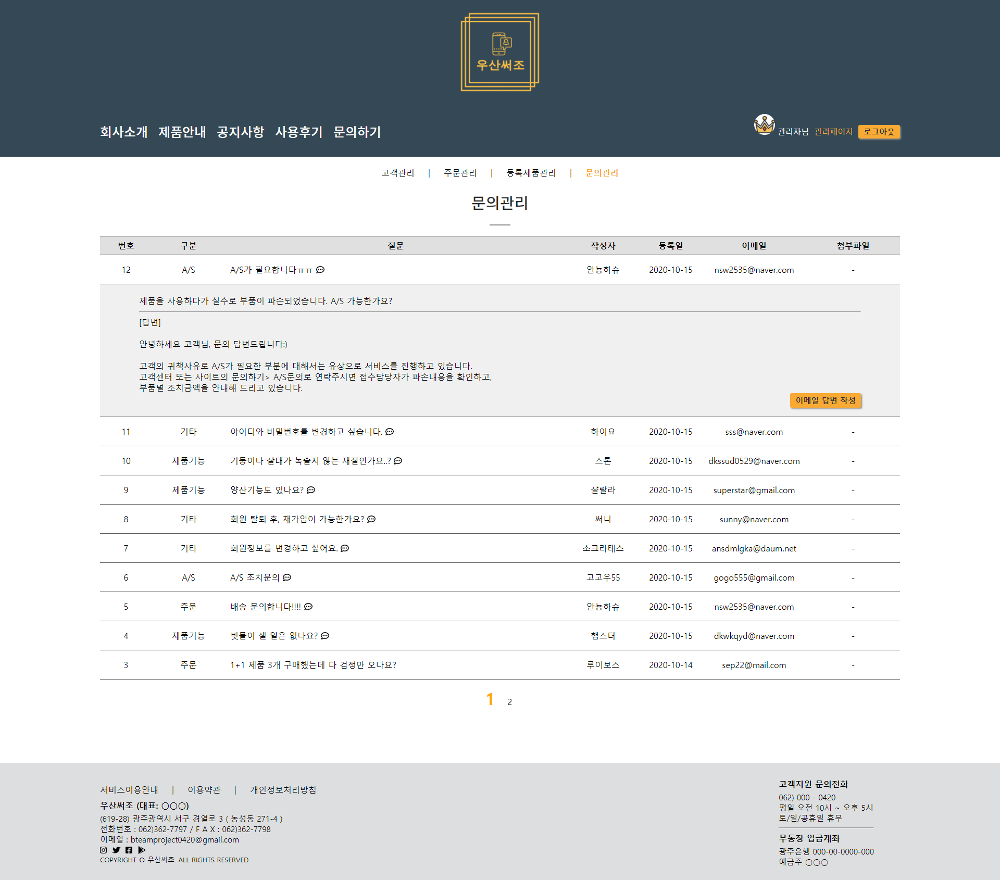 우산써조
회사소개 제품안내 공지사항 사용후기 문의하기
관리자님 관리페이지 로그아웃
고객관리 | 주문관리 | 등록제품관리 | 문의관리
문의관리
번호 구분 질문 작성자 등록일 이메일 첨부파일
12 A/S A/S가 필요합니다ㅠㅠ 안뇽하슈 2020-10-15 nsw2535@naver.com -
제품을 사용하다가 실수로 부품이 파손되었습니다. A/S 가능한가요?
[답변]
안녕하세요 고객님, 문의 답변드립니다:)
고객의 귀책사유로 A/S가 필요한 부분에 대해서는 유상으로 서비스를 진행하고 있습니다.
고객센터 또는 사이트의 문의하기> A/S문의로 연락주시면 접수담당자가 파손내용을 확인하고,
부품별 조치금액을 안내해 드리고 있습니다.
이메일 답변 작성
11 기타 아이디와 비밀번호를 변경하고 싶습니다. 하이요 2020-10-15 sss@naver.com -
10 제품기능 기둥이나 살대가 녹슬지 않는 재질인가요..? 스톤 2020-10-15 dkssud0529@naver.com -
9 제품기능 양산기능도 있나요? 샬랄라 2020-10-15 superstar@gmail.com -
8 기타 회원 탈퇴 후, 재가입이 가능한가요? 써니 2020-10-15 sunny@naver.com -
7 기타 회원정보를 변경하고 싶어요. 소크라테스 2020-10-15 ansdmlgka@daum.net -
6 A/S A/S 조치문의 고고우55 2020-10-15 gogo555@gmail.com -
5 주문 배송 문의합니다!!!! 안뇽하슈 2020-10-15 nsw2535@naver.com -
4 제품기능 빗물이 샐 일은 없나요? 햄스터 2020-10-15 dkwkqyd@naver.com -
3 주문 1+1 제품 3개 구매했는데 다 검정만 오나요? 루이보스 2020-10-14 sep22@mail.com -
1 2
서비스이용안내 | 이용약관 | 개인정보처리방침
우산써조 (대표: 〇〇〇)
(619-28) 광주광역시 서구 경열로 3 ( 농성동 271-4 )
전화번호 : 062)362-7797 / F A X : 062)362-7798
이메일 : bteamproject0420@gmail.com
COPYRIGHT © 우산써조. ALL RIGHTS RESERVED.
고객지원 문의전화
062) 000 - 0420
평일 오전 10시 ~ 오후 5시
토/일/공휴일 휴무
무통장 입금계좌
광주은행 000-00-0000-000
예금주 〇〇〇